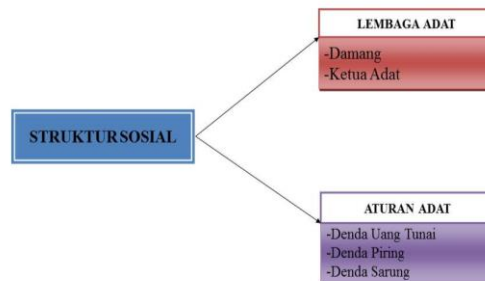 LEMBAGA ADAT
-Damang
-Ketua Adat
STRUKTUR SOSIAL
ATURAN ADAT
-Denda Uang Tunai
-Denda Piring
-Denda Sarung